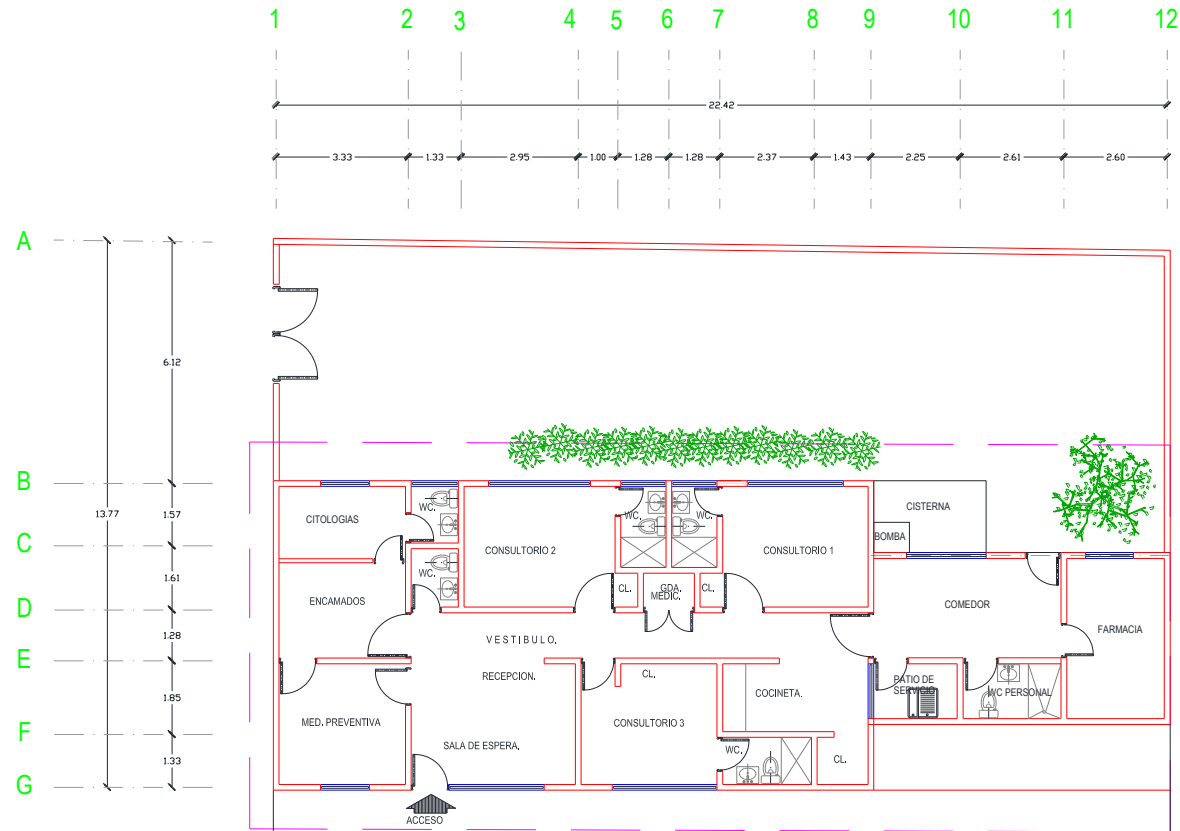 1 2 3 4 5 6 7 8 9 10 11 12
22.42
3.33 1.33 2.95 1.00 1.28 1.28 2.37 1.43 2.25 2.61 2.60
A
6.12
B
13.77
1.57
C
1.61
D
1.28
E
1.85
F
1.33
G
CITOLOGIAS
WC.
CONSULTORIO 2
WC.
WC.
CONSULTORIO 1
CISTERNA
BOMBA
ENCAMADOS
WC.
CL.
GDA.
MEDIC.
CL.
COMEDOR
FARMACIA
VESTIBULO.
RECEPCION.
CL.
COCINETA.
PATIO DE
SERVICIO
WC PERSONAL
MED. PREVENTIVA
SALA DE ESPERA.
CONSULTORIO 3
WC.
CL.
ACCESO